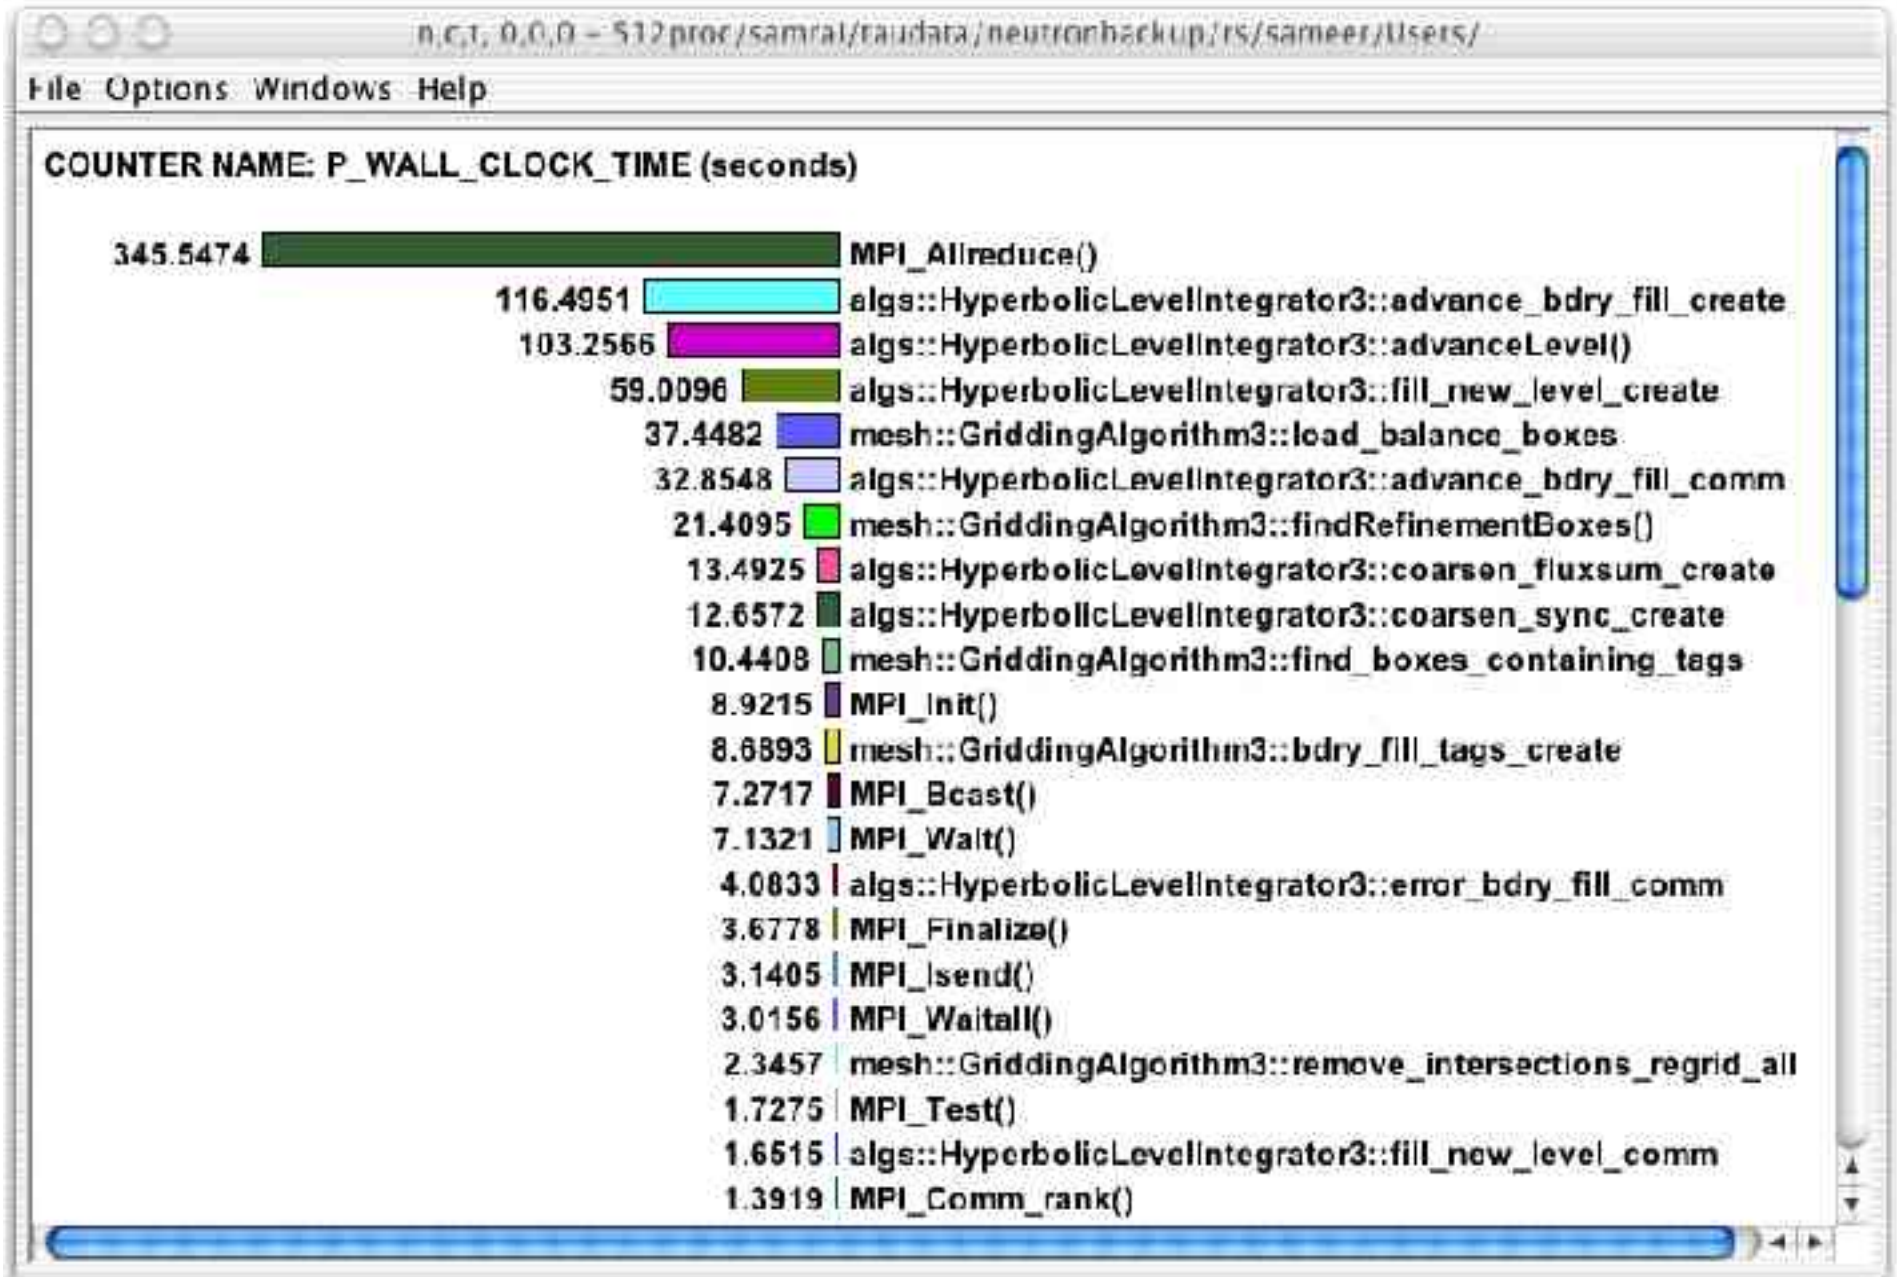 n,c,t, 0,0,0 – 512proc/samrai/taudata/neutronbackup/rs/sameer/Users/
File Options Windows Help
COUNTER NAME: P_WALL_CLOCK_TIME (seconds)
345.5474 MPI_Allreduce()
116.4951 algs::HyperbolicLevelIntegrator3::advance_bdry_fill_create
103.2566 algs::HyperbolicLevelIntegrator3::advanceLevel()
59.0096 algs::HyperbolicLevelIntegrator3::fill_new_level_create
37.4482 mesh::GriddingAlgorithm3::load_balance_boxes
32.8548 algs::HyperbolicLevelIntegrator3::advance_bdry_fill_comm
21.4095 mesh::GriddingAlgorithm3::findRefinementBoxes()
13.4925 algs::HyperbolicLevelIntegrator3::coarsen_fluxsum_create
12.6572 algs::HyperbolicLevelIntegrator3::coarsen_sync_create
10.4408 mesh::GriddingAlgorithm3::find_boxes_containing_tags
8.9215 MPI_Init()
8.6893 mesh::GriddingAlgorithm3::bdry_fill_tags_create
7.2717 MPI_Bcast()
7.1321 MPI_Wait()
4.0833 algs::HyperbolicLevelIntegrator3::error_bdry_fill_comm
3.6778 MPI_Finalize()
3.1405 MPI_Isend()
3.0156 MPI_Waitall()
2.3457 mesh::GriddingAlgorithm3::remove_intersections_regrid_all
1.7275 MPI_Test()
1.6515 algs::HyperbolicLevelIntegrator3::fill_new_level_comm
1.3919 MPI_Comm_rank()